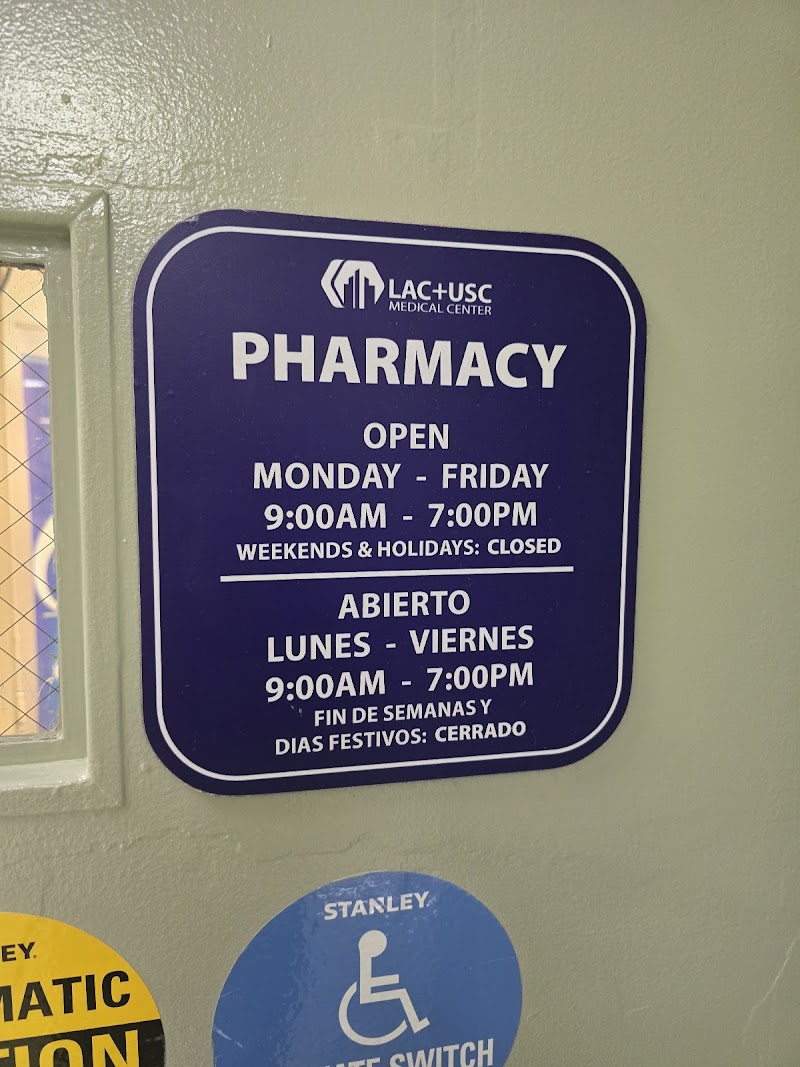 LAC+USC
MEDICAL CENTER
PHARMACY
OPEN
MONDAY - FRIDAY
9:00AM - 7:00PM
WEEKENDS & HOLIDAYS: CLOSED
ABIERTO
LUNES - VIERNES
9:00AM - 7:00PM
FIN DE SEMANAS Y
DIAS FESTIVOS: CERRADO
STANLEY
SWITCH